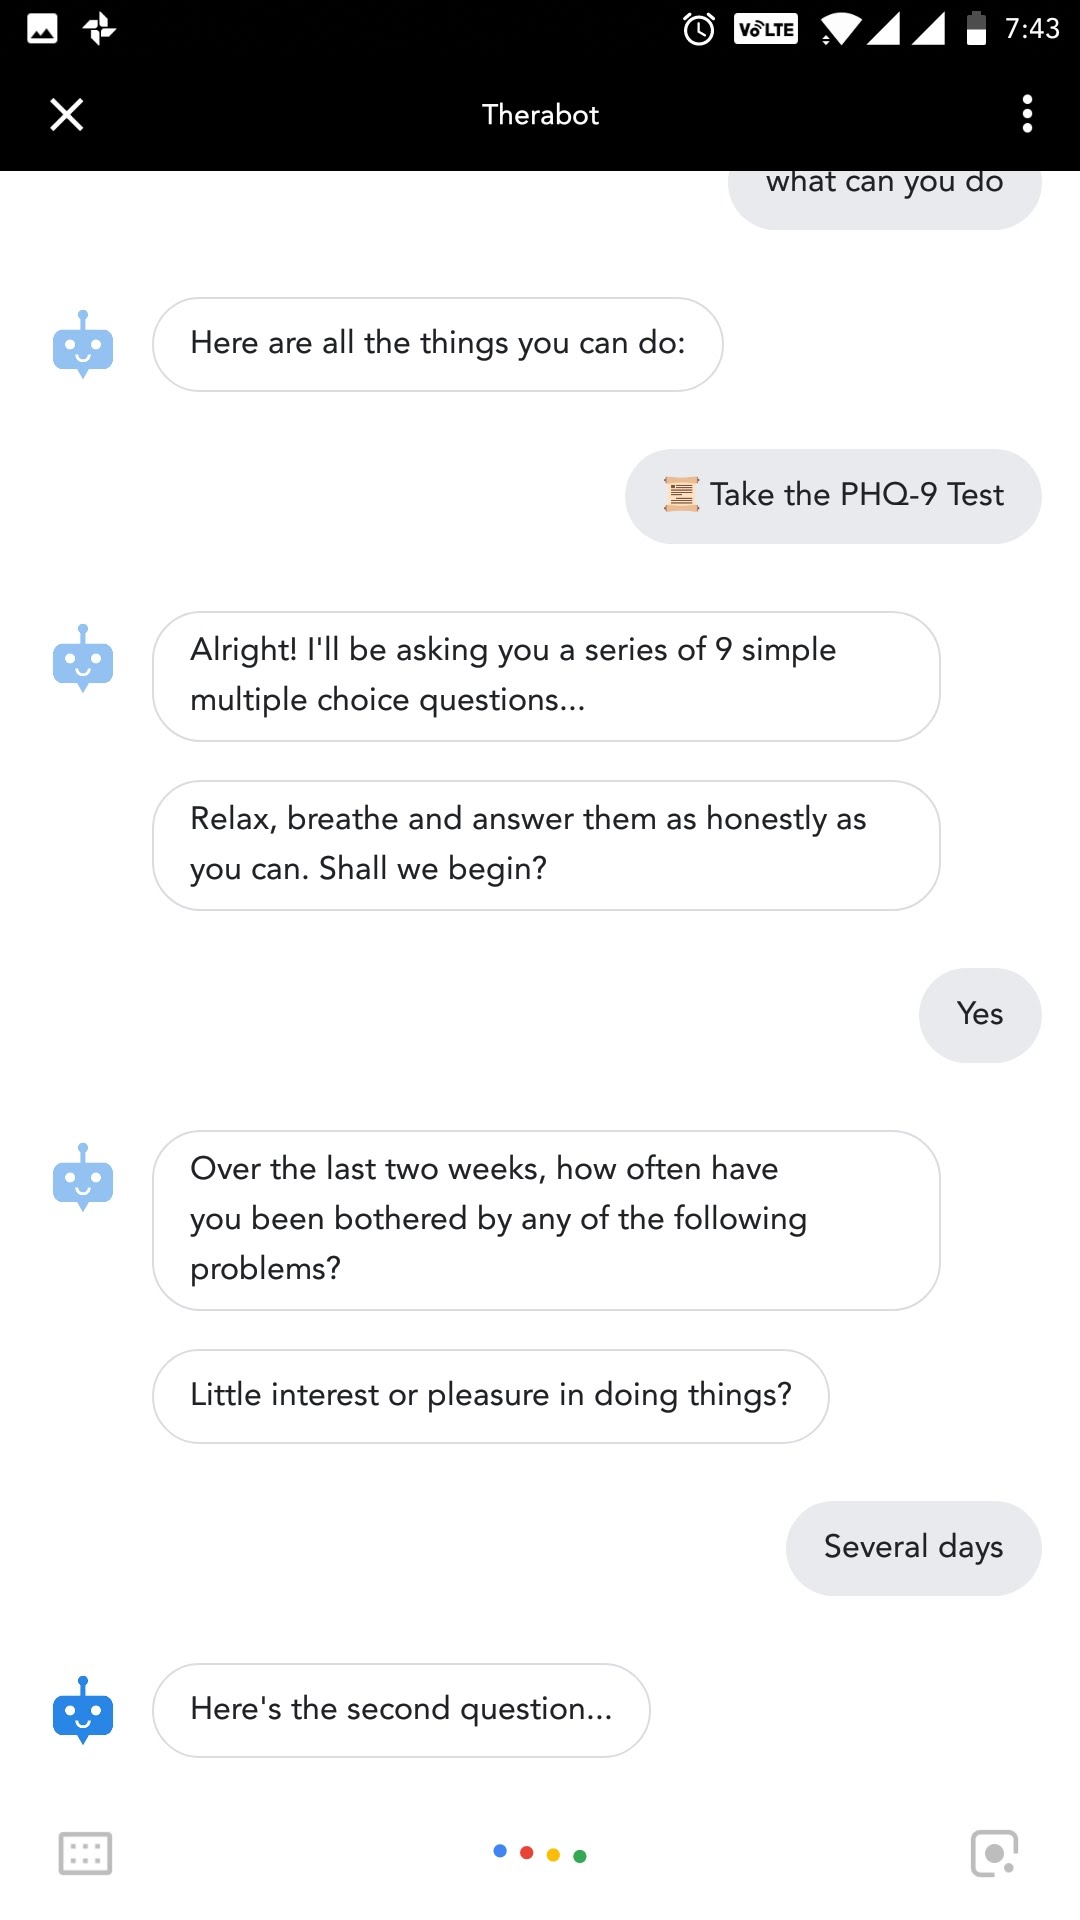 VoLTE 7:43
Therabot
what can you do
Here are all the things you can do:
📜 Take the PHQ-9 Test
Alright! I'll be asking you a series of 9 simple
multiple choice questions...
Relax, breathe and answer them as honestly as
you can. Shall we begin?
Yes
Over the last two weeks, how often have
you been bothered by any of the following
problems?
Little interest or pleasure in doing things?
Several days
Here's the second question...